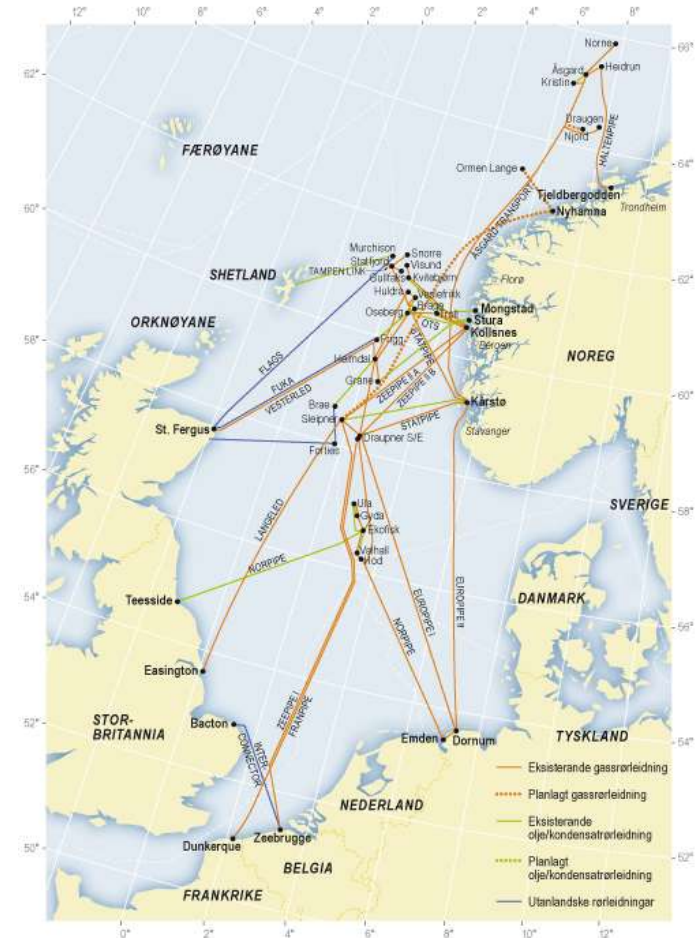 12°
10°
8°
6°
4°
2°
0°
2°
4°
6°
8°
62°
60°
58°
56°
54°
52°
50°
66°
64°
62°
60°
58°
56°
54°
52°
0°
2°
4°
6°
8°
10°
12°
Norne
Åsgard
Heidrun
Kristin
Draugen
Njord
HALTENPIPE
Ormen Lange
Tjeldbergodden
Trondheim
Nyhamna
ÅSGARD TRANSPORT
FÆRØYANE
SHETLAND
TAMPEN LINK
Murchison
Snorre
Statfjord
Visund
Gullfaks
Kvitebjørn
Huldra
Veslefrikk
Brage
Oseberg
Troll
OTS
Florø
Mongstad
Sture
Kollsnes
Bergen
NOREG
ORKNØYANE
FLAGS
FUKA
VESTERLED
Frigg
Heimdal
Grane
STATPIPE
ZEEPIPE II A
ZEEPIPE II B
Brae
Sleipner
Kårstø
STATPIPE
Stavanger
Draupner S/E
Forties
St. Fergus
SVERIGE
LANGELED
Ula
Gyda
Ekofisk
Valhall
Hod
NORPIPE
Teesside
DANMARK
EUROPIPE II
EUROPIPE I
NORPIPE
Easington
STOR-
BRITANNIA
Bacton
INTER
CONNECTOR
ZEEPIPE I
FRANPIPE
Emden
Dornum
TYSKLAND
NEDERLAND
Dunkerque
Zeebrugge
BELGIA
FRANKRIKE
Eksisterande gassrørleidning
Planlagt gassrørleidning
Eksisterande
olje/kondensatrørleidning
Planlagt
olje/kondensatrørleidning
Utanlandske rørleidningar